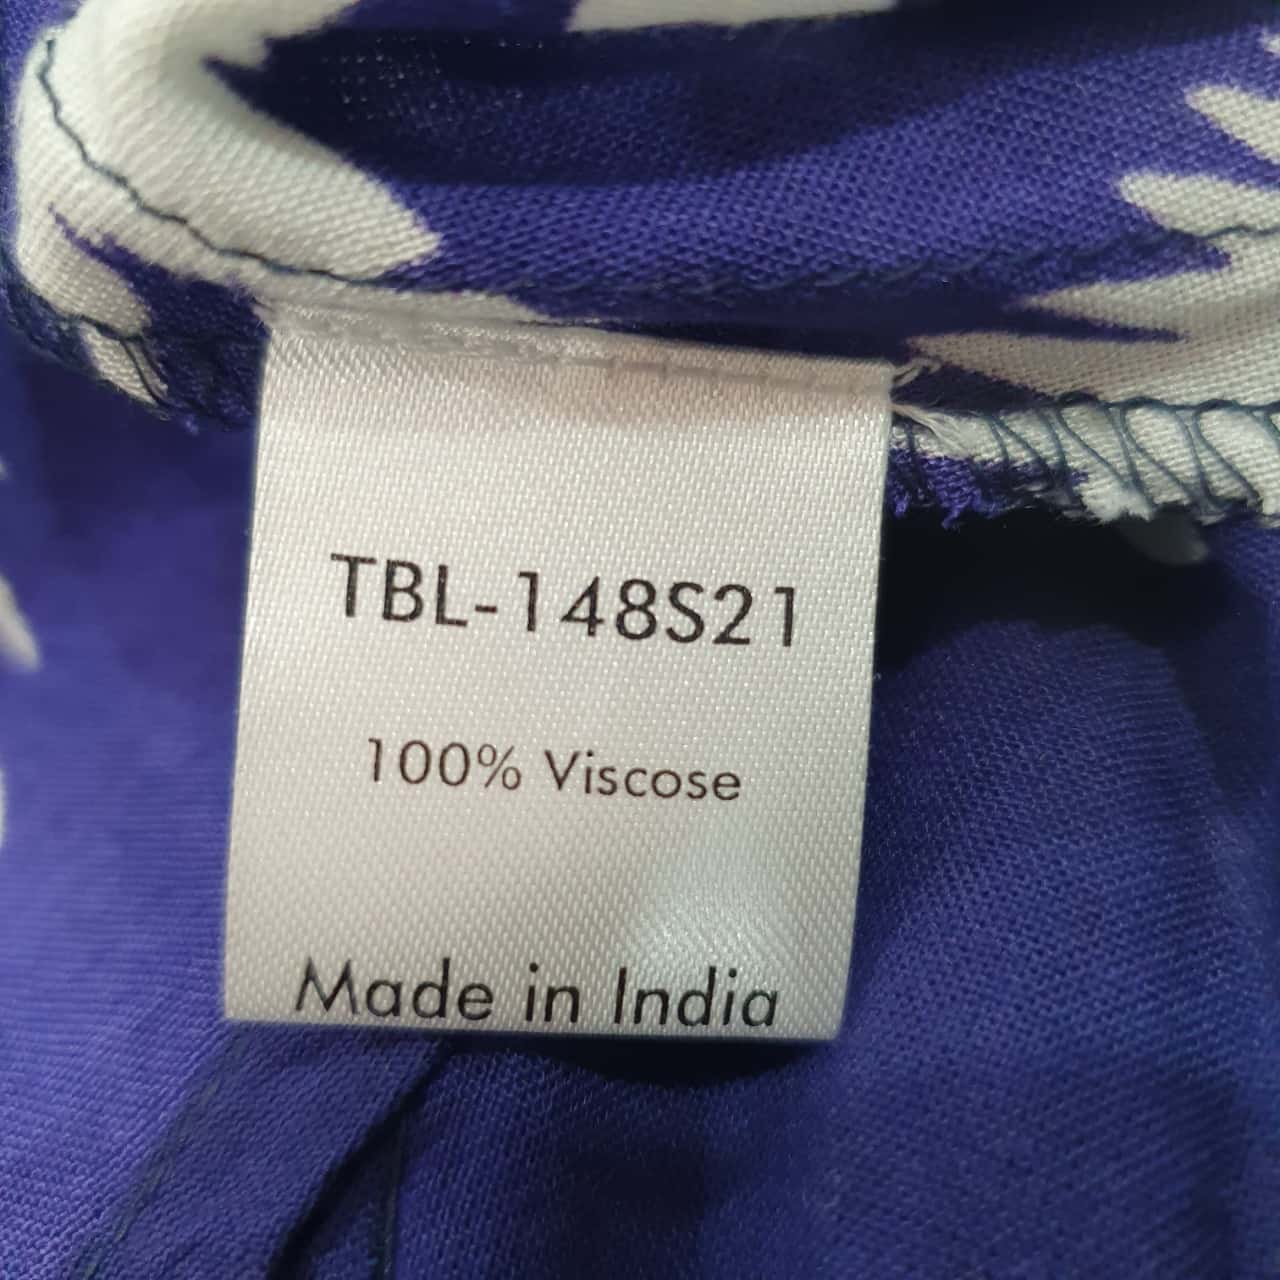 TBL-148S21
100% Viscose
Made in India